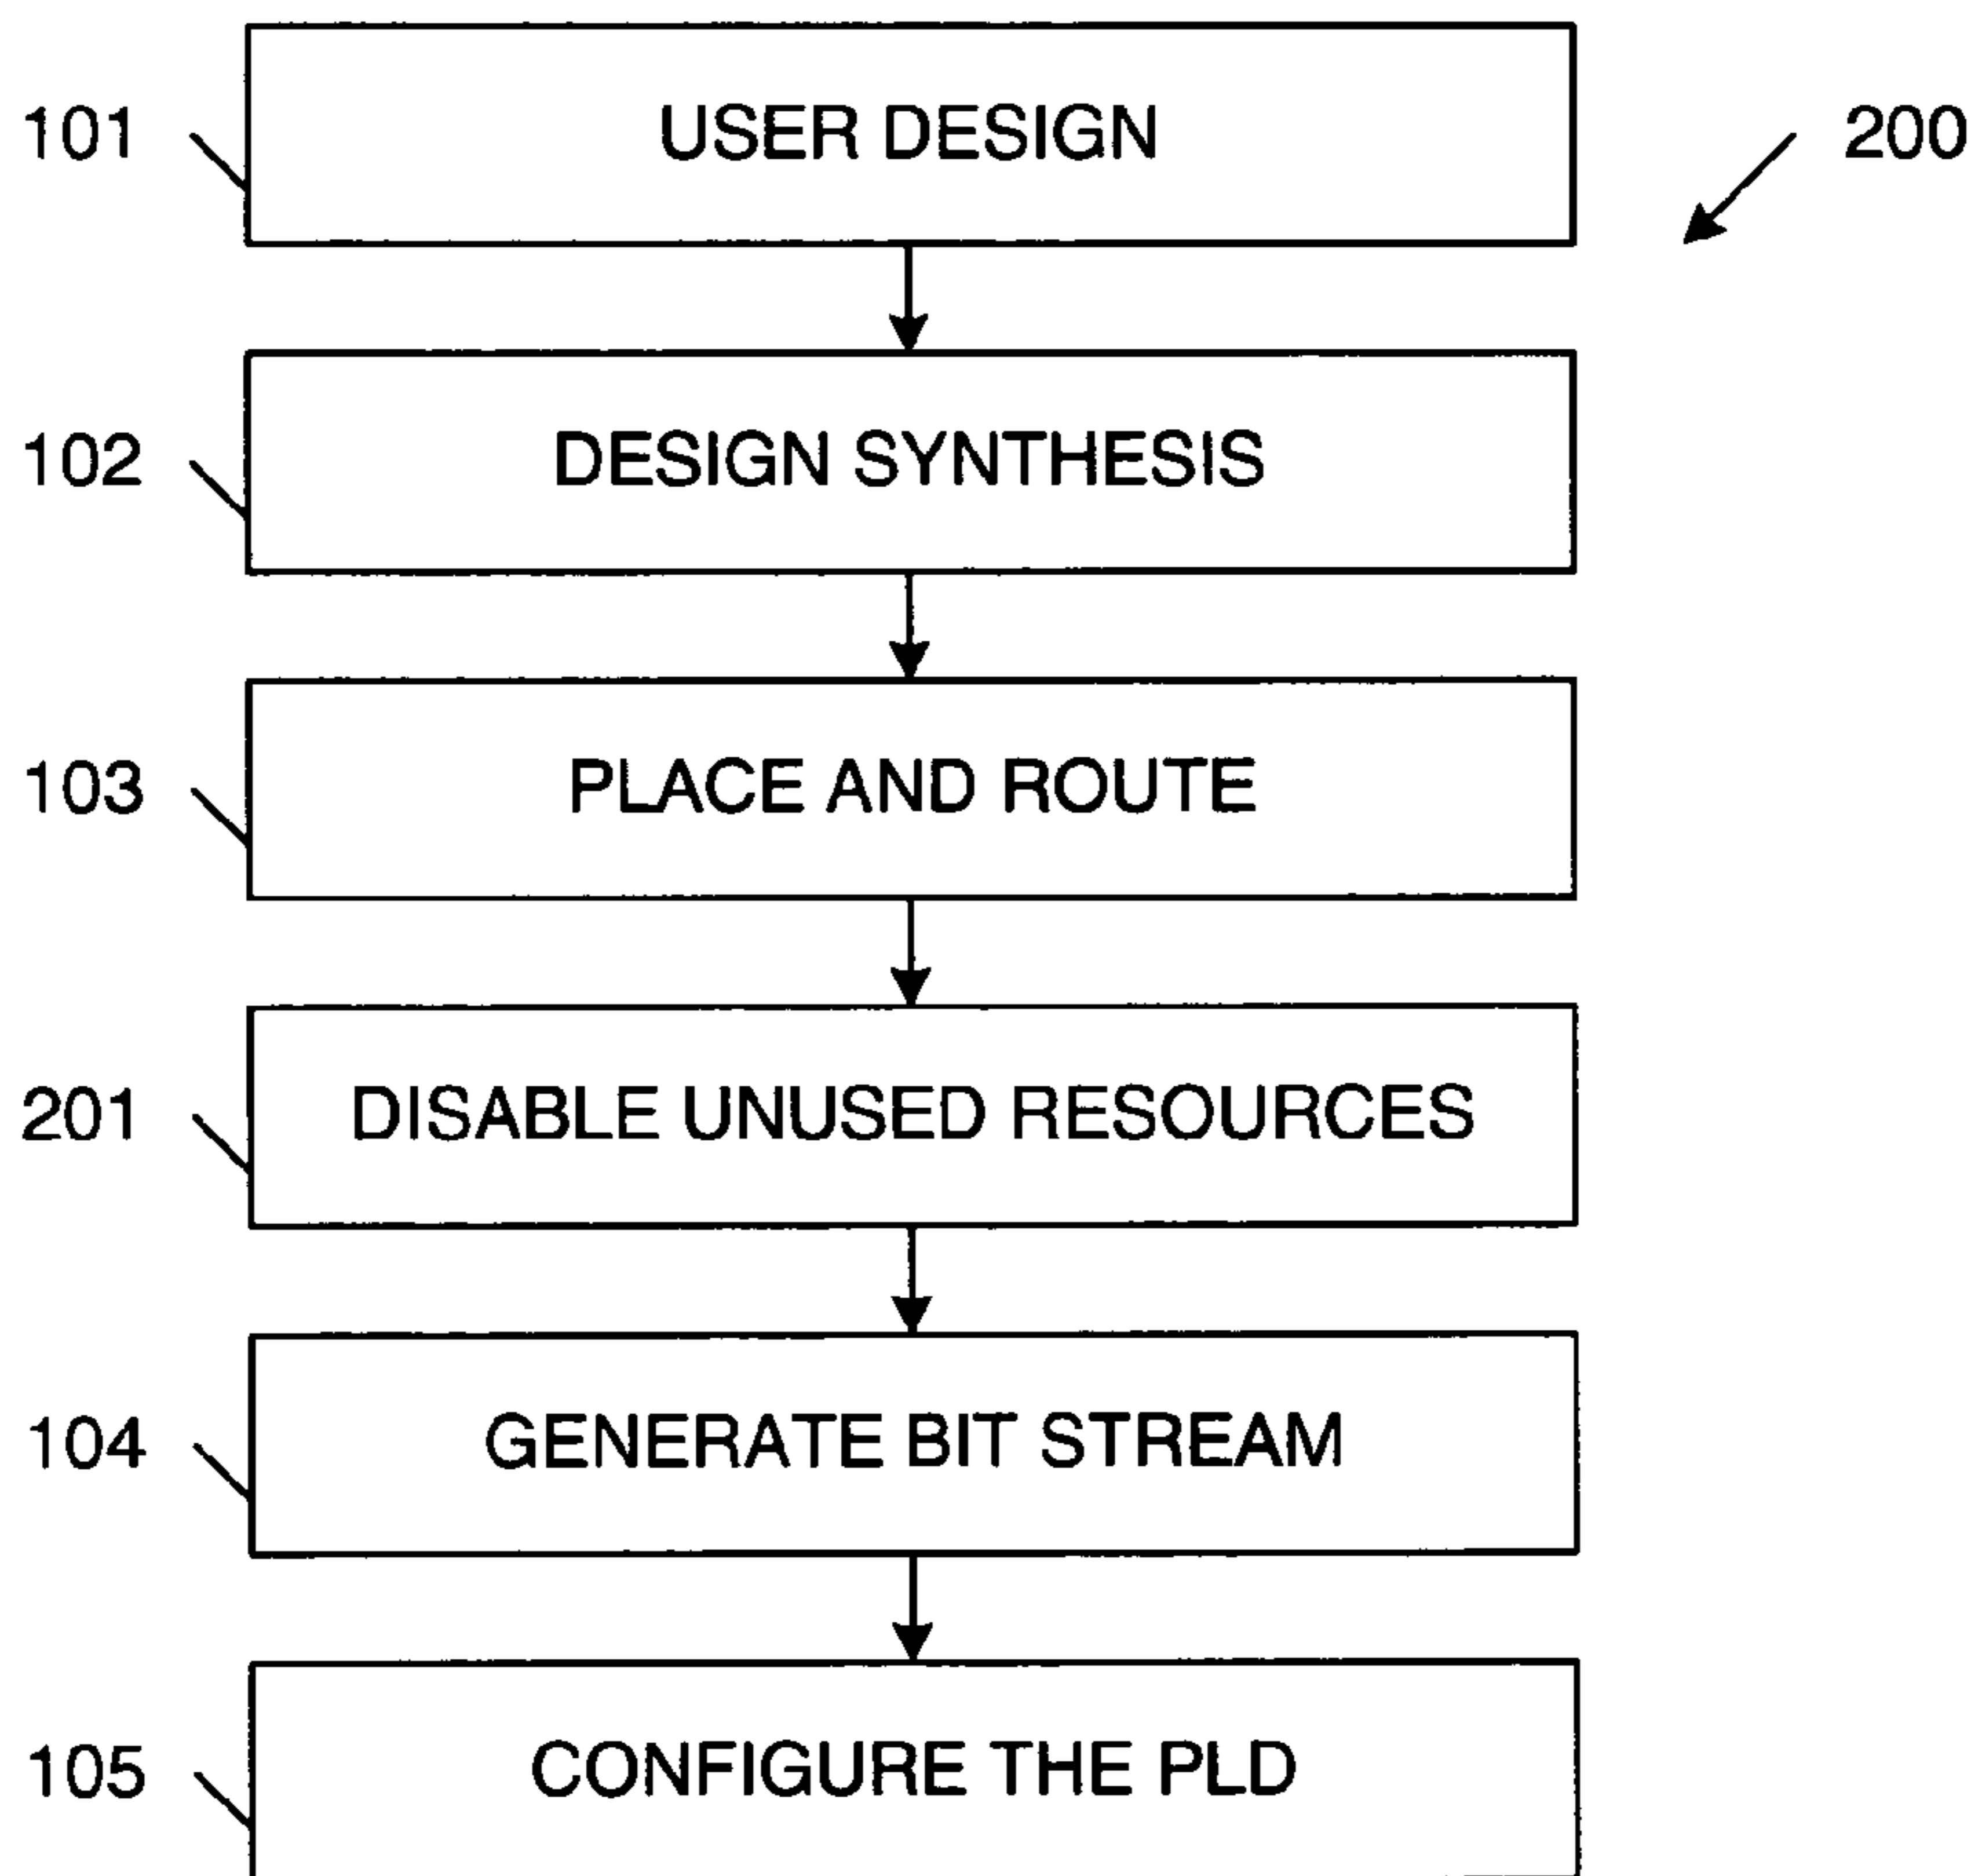 101
USER DESIGN
200
102
DESIGN SYNTHESIS
103
PLACE AND ROUTE
201
DISABLE UNUSED RESOURCES
104
GENERATE BIT STREAM
105
CONFIGURE THE PLD